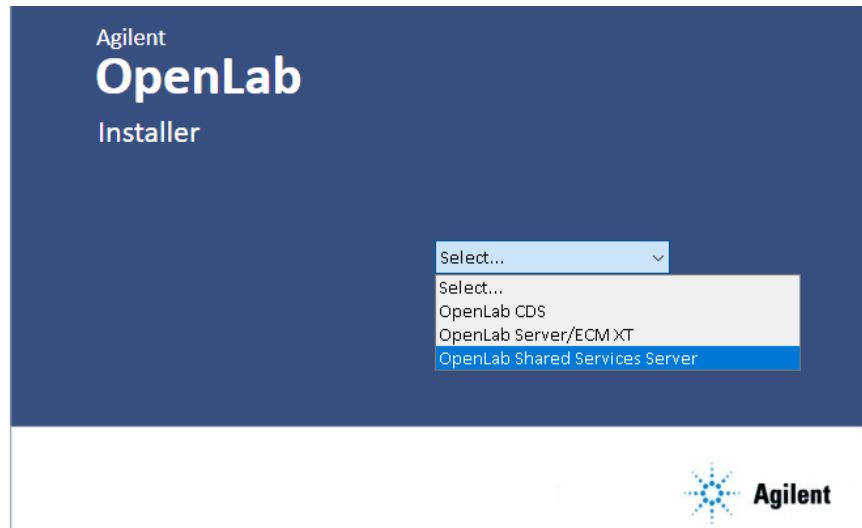 Agilent
OpenLab
Installer
Select...
Select...
OpenLab CDS
OpenLab Server/ECM XT
OpenLab Shared Services Server
Agilent